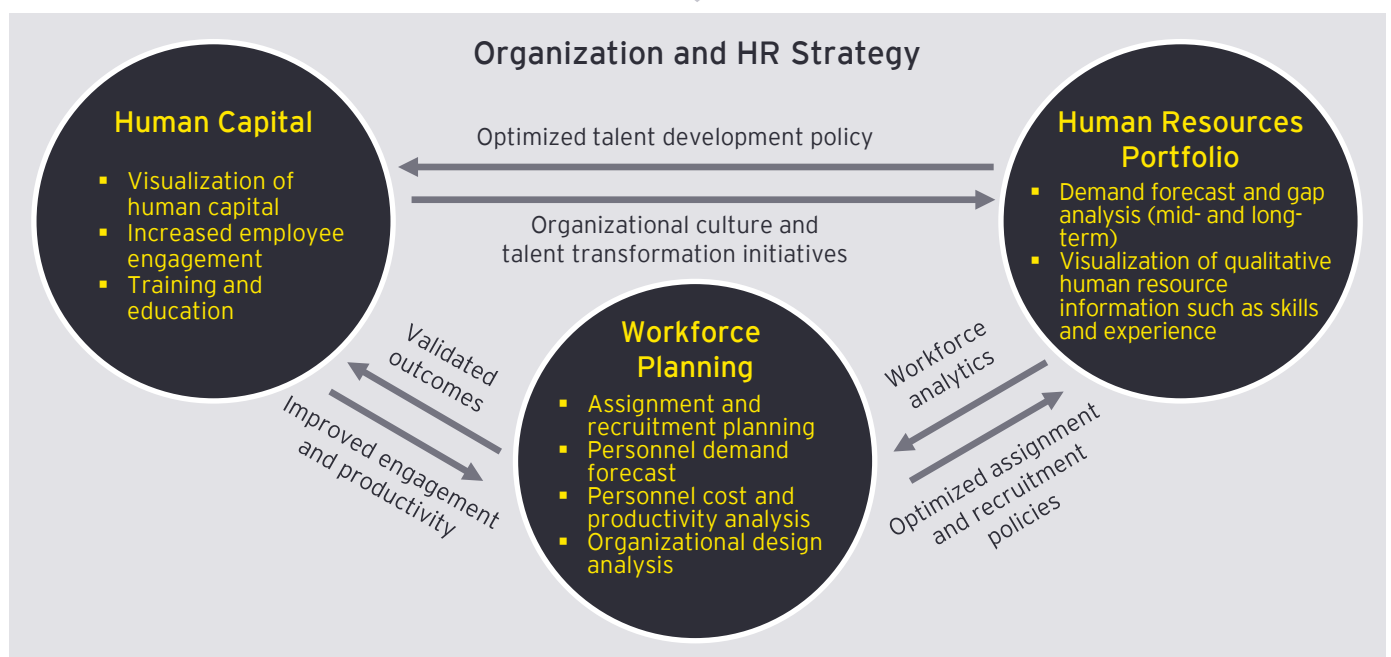 Organization and HR Strategy
Human Capital
▪ Visualization of
human capital
▪ Increased employee
engagement
▪ Training and
education
Optimized talent development policy
Organizational culture and
talent transformation initiatives
Human Resources
Portfolio
▪ Demand forecast and gap
analysis (mid- and long-
term)
▪ Visualization of qualitative
human resource
information such as skills
and experience
Validated
outcomes
Improved engagement
and productivity
Workforce
Planning
▪ Assignment and
recruitment planning
▪ Personnel demand
forecast
▪ Personnel cost and
productivity analysis
▪ Organizational design
analysis
Workforce
analytics
Optimized assignment
and recruitment
policies